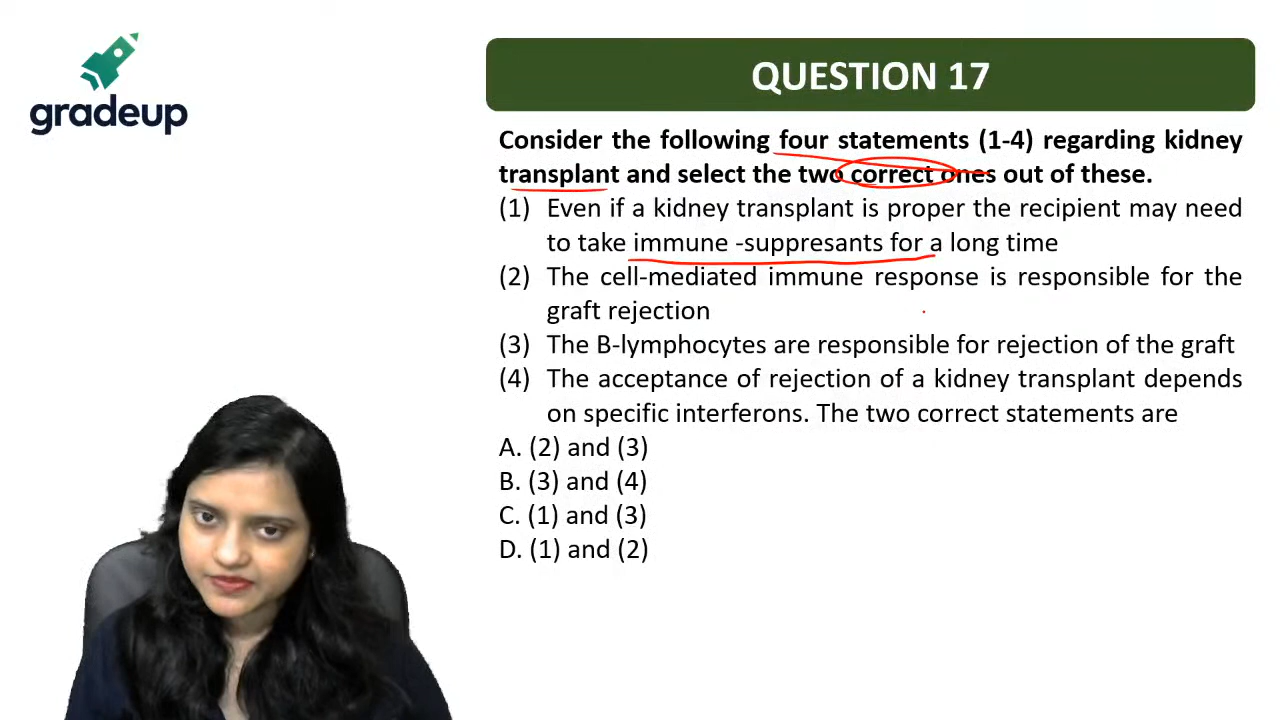 gradeup
QUESTION 17
Consider the following four statements (1-4) regarding kidney
transplant and select the two correct ones out of these.
(1) Even if a kidney transplant is proper the recipient may need
to take immune -suppresants for a long time
(2) The cell-mediated immune response is responsible for the
graft rejection
(3) The B-lymphocytes are responsible for rejection of the graft
(4) The acceptance of rejection of a kidney transplant depends
on specific interferons. The two correct statements are
A. (2) and (3)
B. (3) and (4)
C. (1) and (3)
D. (1) and (2)